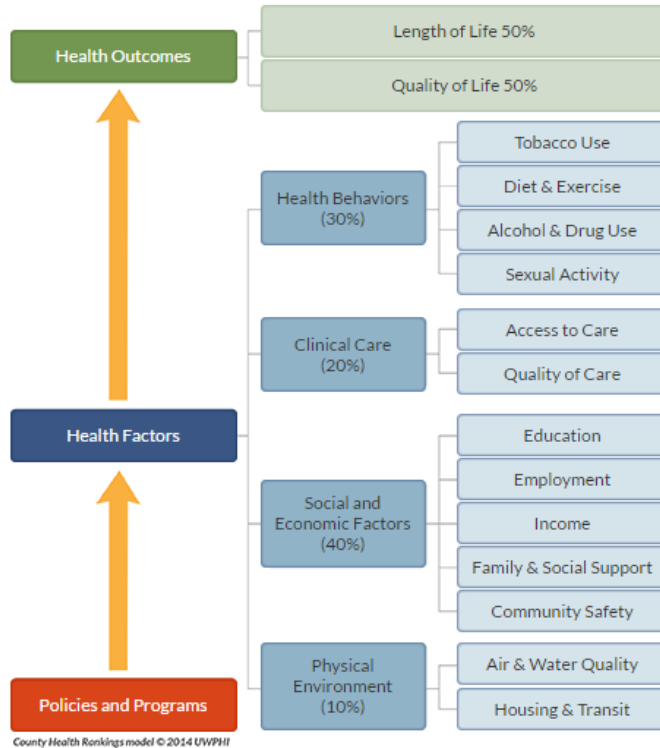 Health Outcomes
Length of Life 50%
Quality of Life 50%
Health Behaviors
(30%)
Tobacco Use
Diet & Exercise
Alcohol & Drug Use
Sexual Activity
Clinical Care
(20%)
Access to Care
Quality of Care
Health Factors
Social and
Economic Factors
(40%)
Education
Employment
Income
Family & Social Support
Community Safety
Physical
Environment
(10%)
Air & Water Quality
Housing & Transit
Policies and Programs
County Health Rankings model © 2014 UWPHI